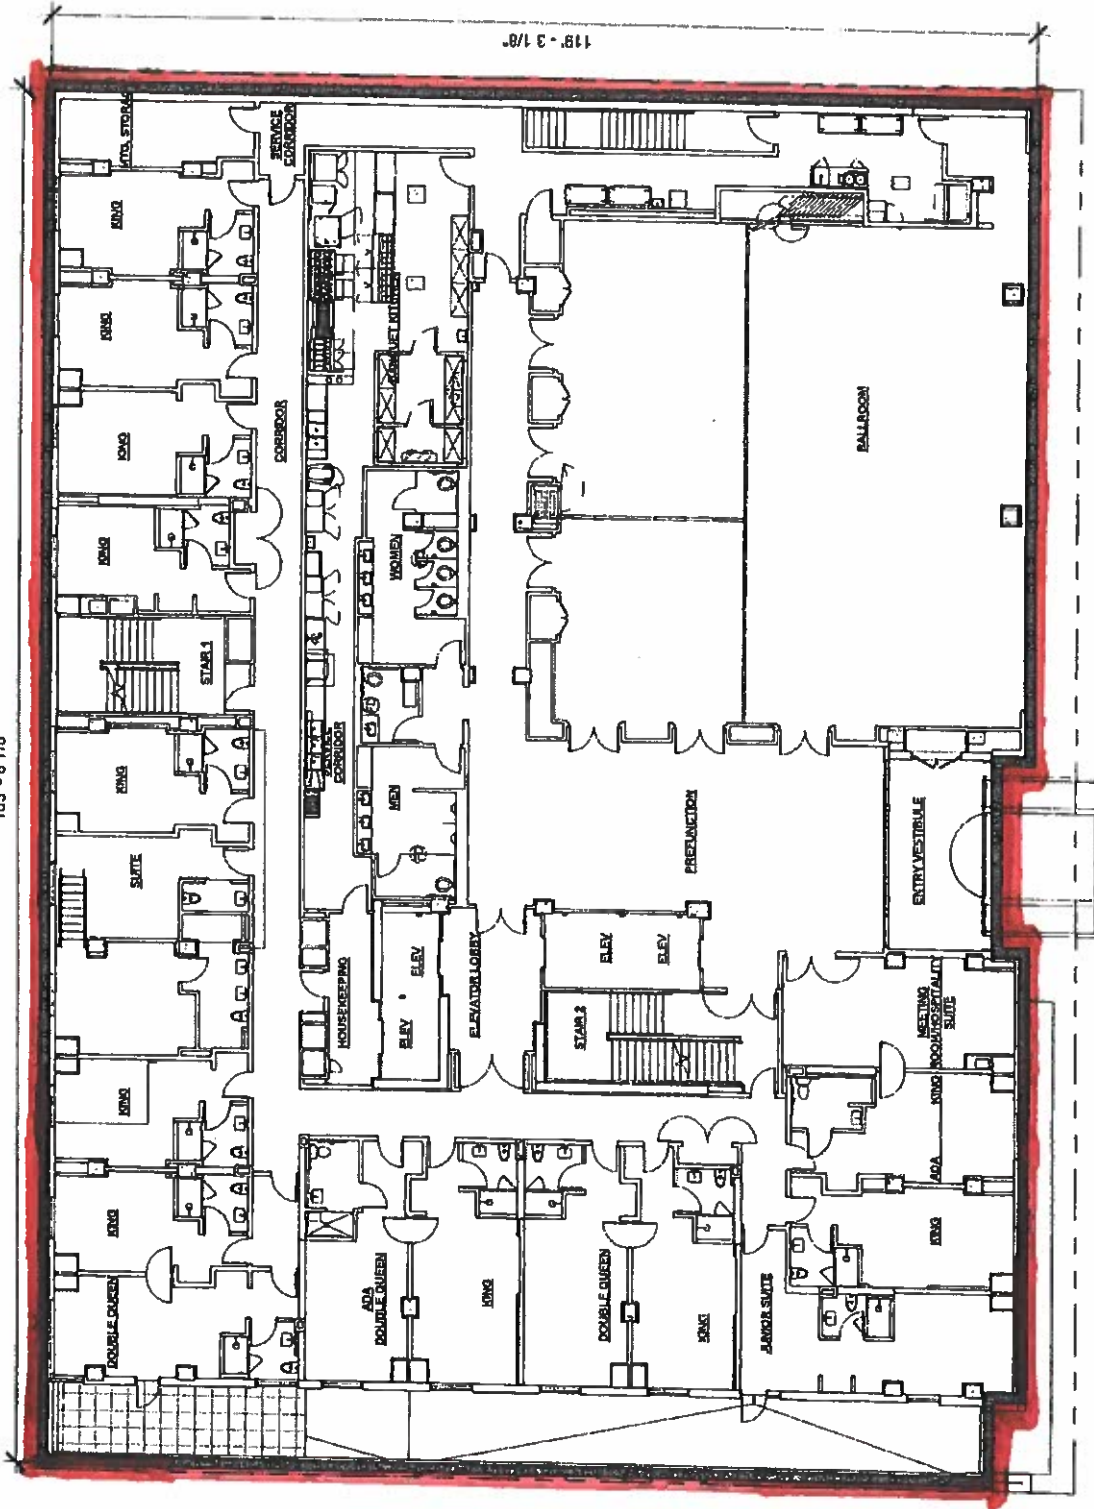 119' - 3 1/8"
SERVICE
CORRIDOR
KING
KING
KING
KING
CORRIDOR
STAIR 1
KING
SUITE
KING
KING
DOUBLE QUEEN
BANQUET KITCHEN
WOMEN
SERVICE
CORRIDOR
MEN
HOUSEKEEPING
ELEV
ELEV
ELEVATOR LOBBY
ELEV
ELEV
STAIR 2
BALLROOM
PREFUNCTION
ENTRY VESTIBULE
MEETING
ROOM/HOSPITALITY
SUITE
ADA
KING
KING
JUNIOR SUITE
ADA
DOUBLE QUEEN
KING
DOUBLE QUEEN
KING